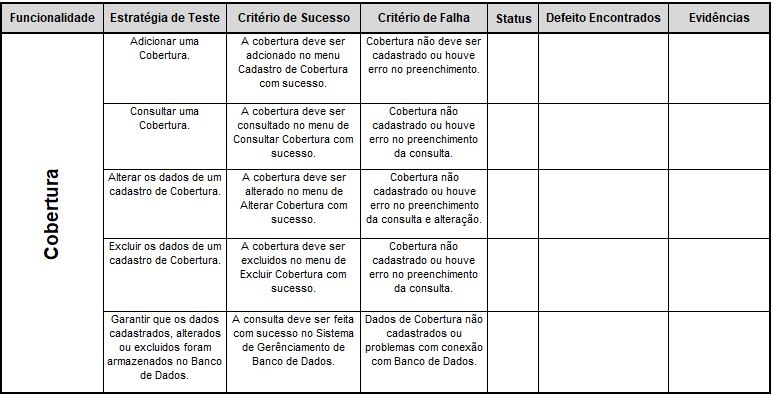 Funcionalidade Estratégia de Teste Critério de Sucesso Critério de Falha Status Defeito Encontrados Evidências
Cobertura
Adicionar uma
Cobertura.
A cobertura deve ser
adcionado no menu
Cadastro de Cobertura
com sucesso.
Cobertura não deve ser
cadastrado ou houve
erro no preenchimento.
Consultar uma
Cobertura.
A cobertura deve ser
consultado no menu de
Consultar Cobertura com
sucesso.
Cobertura não
cadastrado ou houve
erro no preenchimento
da consulta.
Alterar os dados de um
cadastro de Cobertura.
A cobertura deve ser
alterado no menu de
Alterar Cobertura com
sucesso.
Cobertura não
cadastrado ou houve
erro no preenchimento
da consulta e alteração.
Excluir os dados de um
cadastro de Cobertura.
A cobertura deve ser
excluidos no menu de
Excluir Cobertura com
sucesso.
Cobertura não
cadastrado ou houve
erro no preenchimento
da consulta.
Garantir que os dados
cadastrados, alterados
ou excluidos foram
armazenados no Banco
de Dados.
A consulta deve ser feita
com sucesso no Sistema
de Gerênciamento de
Banco de Dados.
Dados de Cobertura não
cadastrados ou
problemas com conexão
com Banco de Dados.